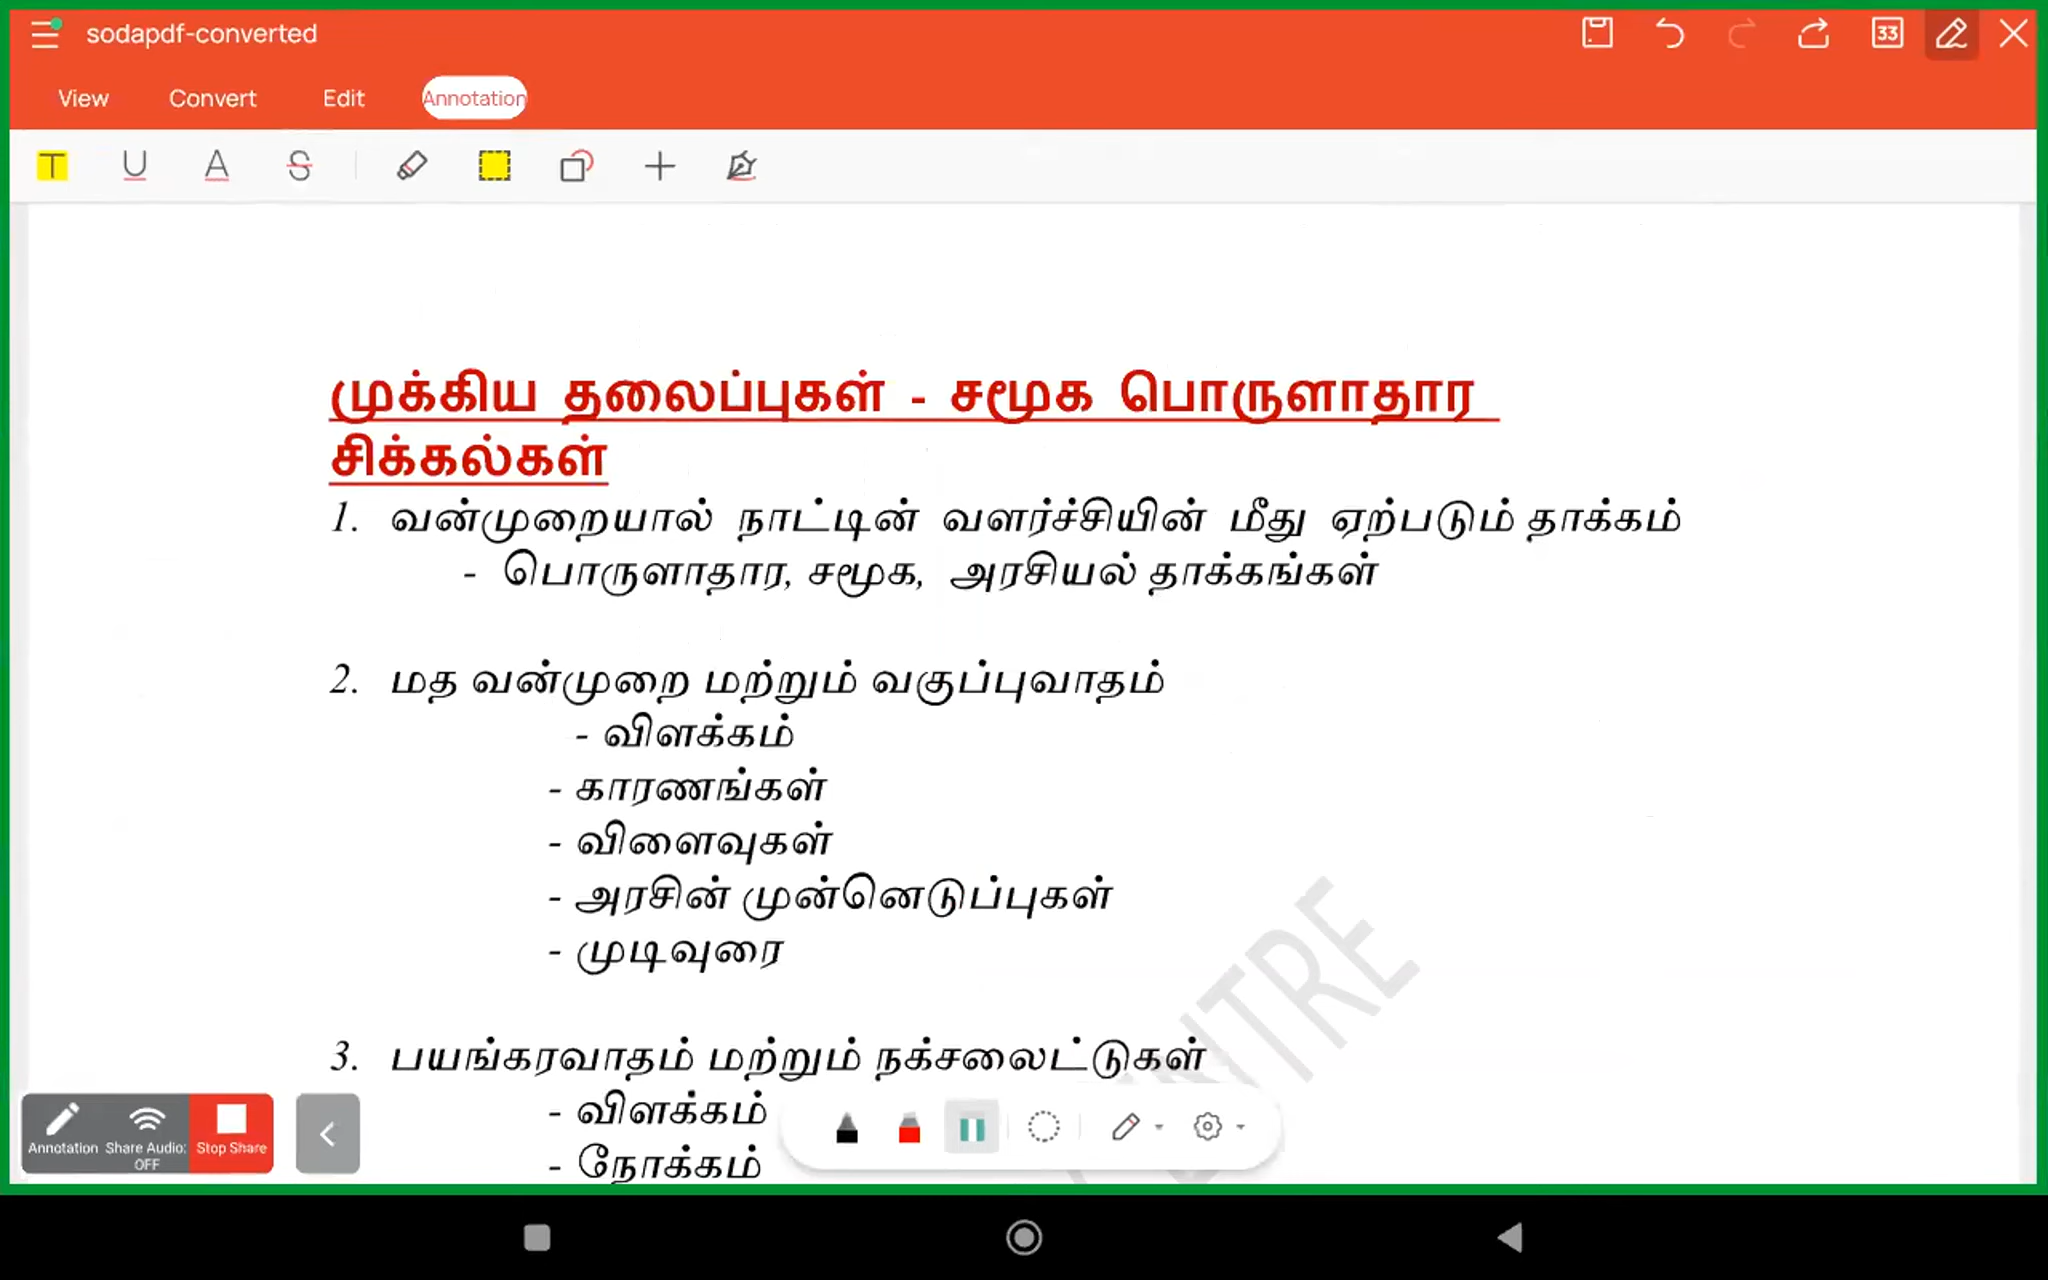 sodapdf-converted
33
View Convert Edit Annotation
T U A S
முக்கிய தலைப்புகள் - சமூக பொருளாதார
சிக்கல்கள்
1. வன்முறையால் நாட்டின் வளர்ச்சியின் மீது ஏற்படும் தாக்கம்
- பொருளாதார, சமூக, அரசியல் தாக்கங்கள்
2. மத வன்முறை மற்றும் வகுப்புவாதம்
- விளக்கம்
- காரணங்கள்
- விளைவுகள்
- அரசின் முன்னெடுப்புகள்
- முடிவுரை
3. பயங்கரவாதம் மற்றும் நக்சலைட்டுகள்
- விளக்கம்
- நோக்கம்
Annotation Share Audio: Stop Share
OFF